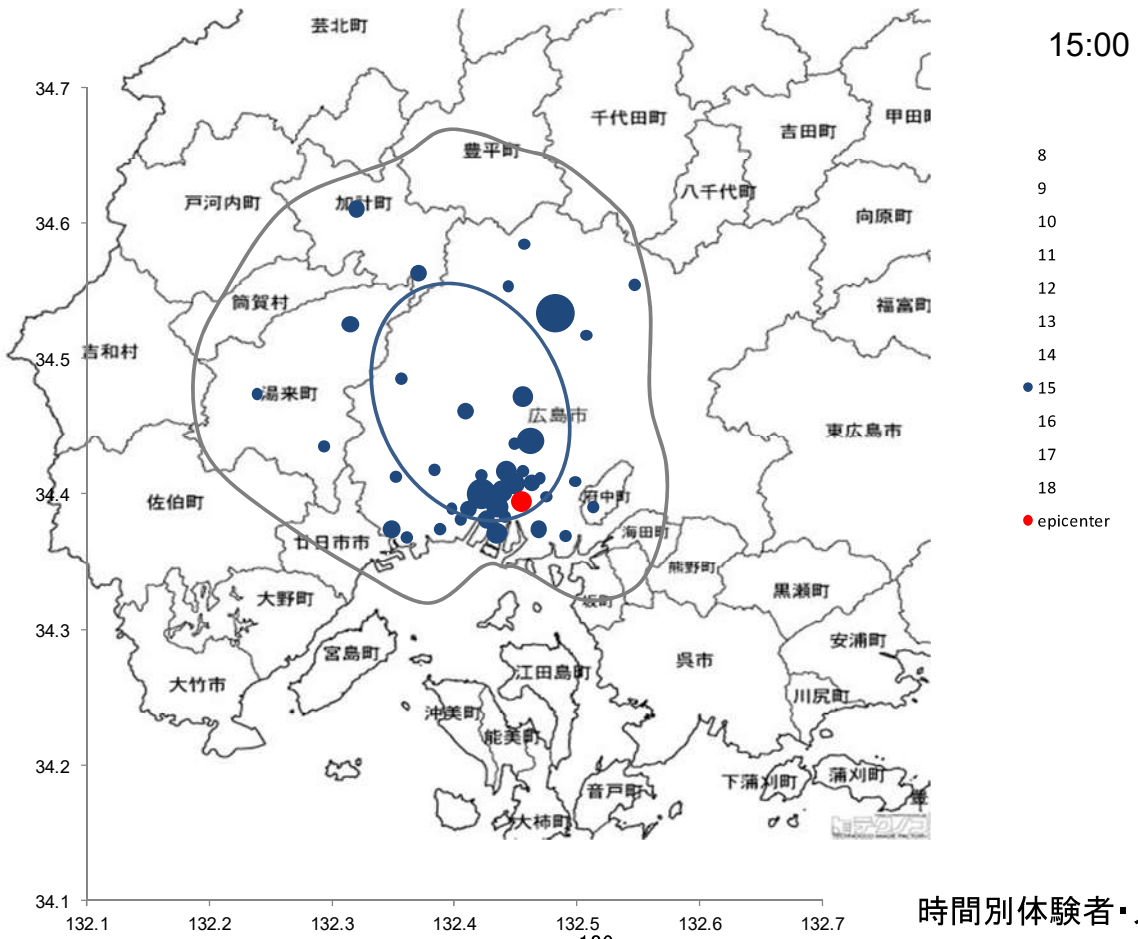 芸北町
15:00
34.7
千代田町
吉田町
豊平町
8
9
戸河内町
加計町
八千代町
向原町
10
34.6
11
筒賀村
福富町
12
13
吉和村
34.5
14
湯来町
15
広島市
16
東広島市
17
佐伯町
34.4
府中町
18
廿日市市
海田町
epicenter
熊野町
大野町
坂町
黒瀬町
34.3
宮島町
安浦町
江田島町
呉市
大竹市
川尻町
沖美町
能美町
34.2
下蒲刈町
蒲刈町
音戸町
大柿町
34.1
132.1
132.2
132.3
132.4
132.5
132.6
132.7
時間別体験者・